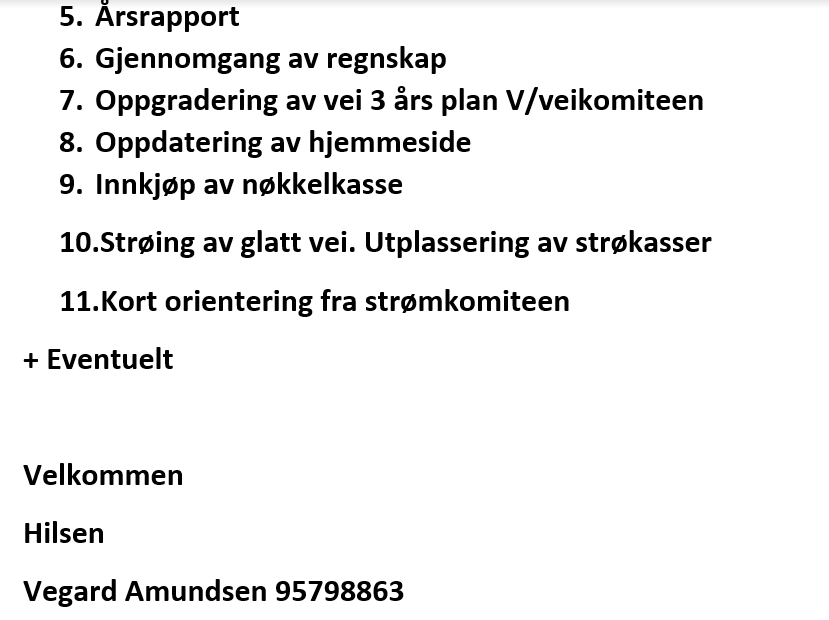 5. Årsrapport
6. Gjennomgang av regnskap
7. Oppgradering av vei 3 års plan V/veikomiteen
8. Oppdatering av hjemmeside
9. Innkjøp av nøkkelkasse
10.Strøing av glatt vei. Utplassering av strøkasser
11.Kort orientering fra strømkomiteen
+ Eventuelt
Velkommen
Hilsen
Vegard Amundsen 95798863